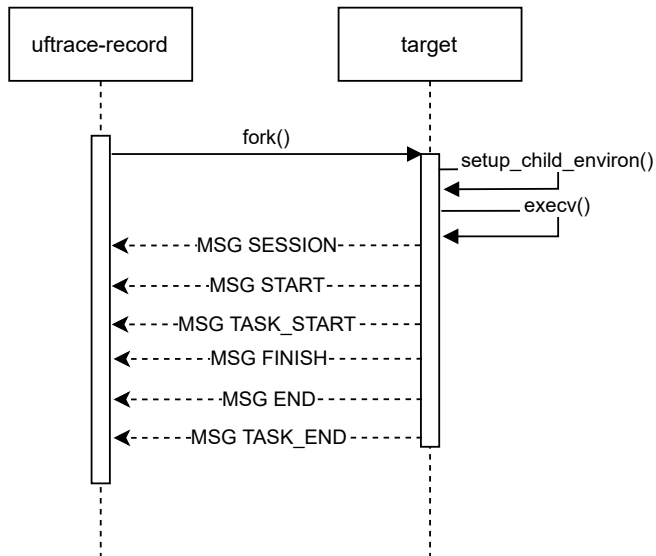 uftrace-record
target
fork()
setup_child_environ()
execv()
MSG SESSION
MSG START
MSG TASK_START
MSG FINISH
MSG END
MSG TASK_END